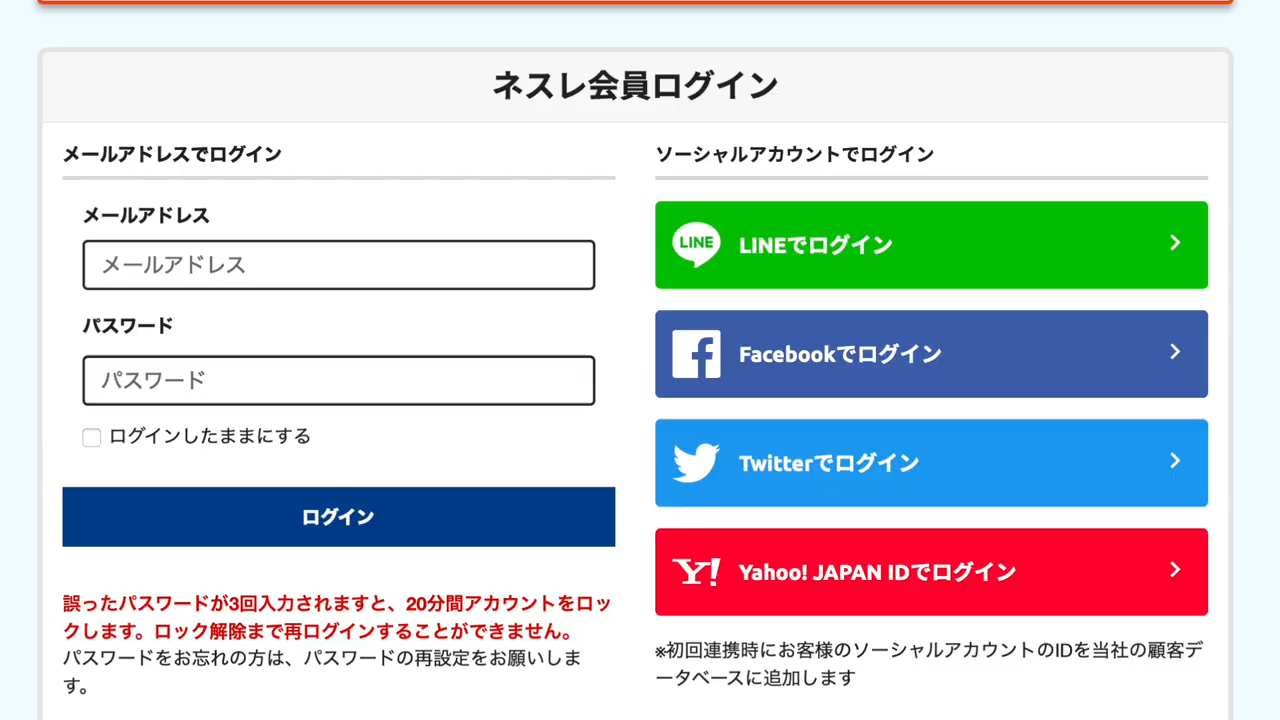 ネスレ会員ログイン
メールアドレスでログイン
メールアドレス
メールアドレス
パスワード
パスワード
ログインしたままにする
ログイン
誤ったパスワードが3回入力されますと、20分間アカウントをロッ
クします。ロック解除まで再ログインすることができません。
パスワードをお忘れの方は、パスワードの再設定をお願いしま
す。
ソーシャルアカウントでログイン
LINE LINEでログイン
Facebookでログイン
Twitterでログイン
Y! Yahoo! JAPAN IDでログイン
※初回連携時にお客様のソーシャルアカウントのIDを当社の顧客デ
ータベースに追加します